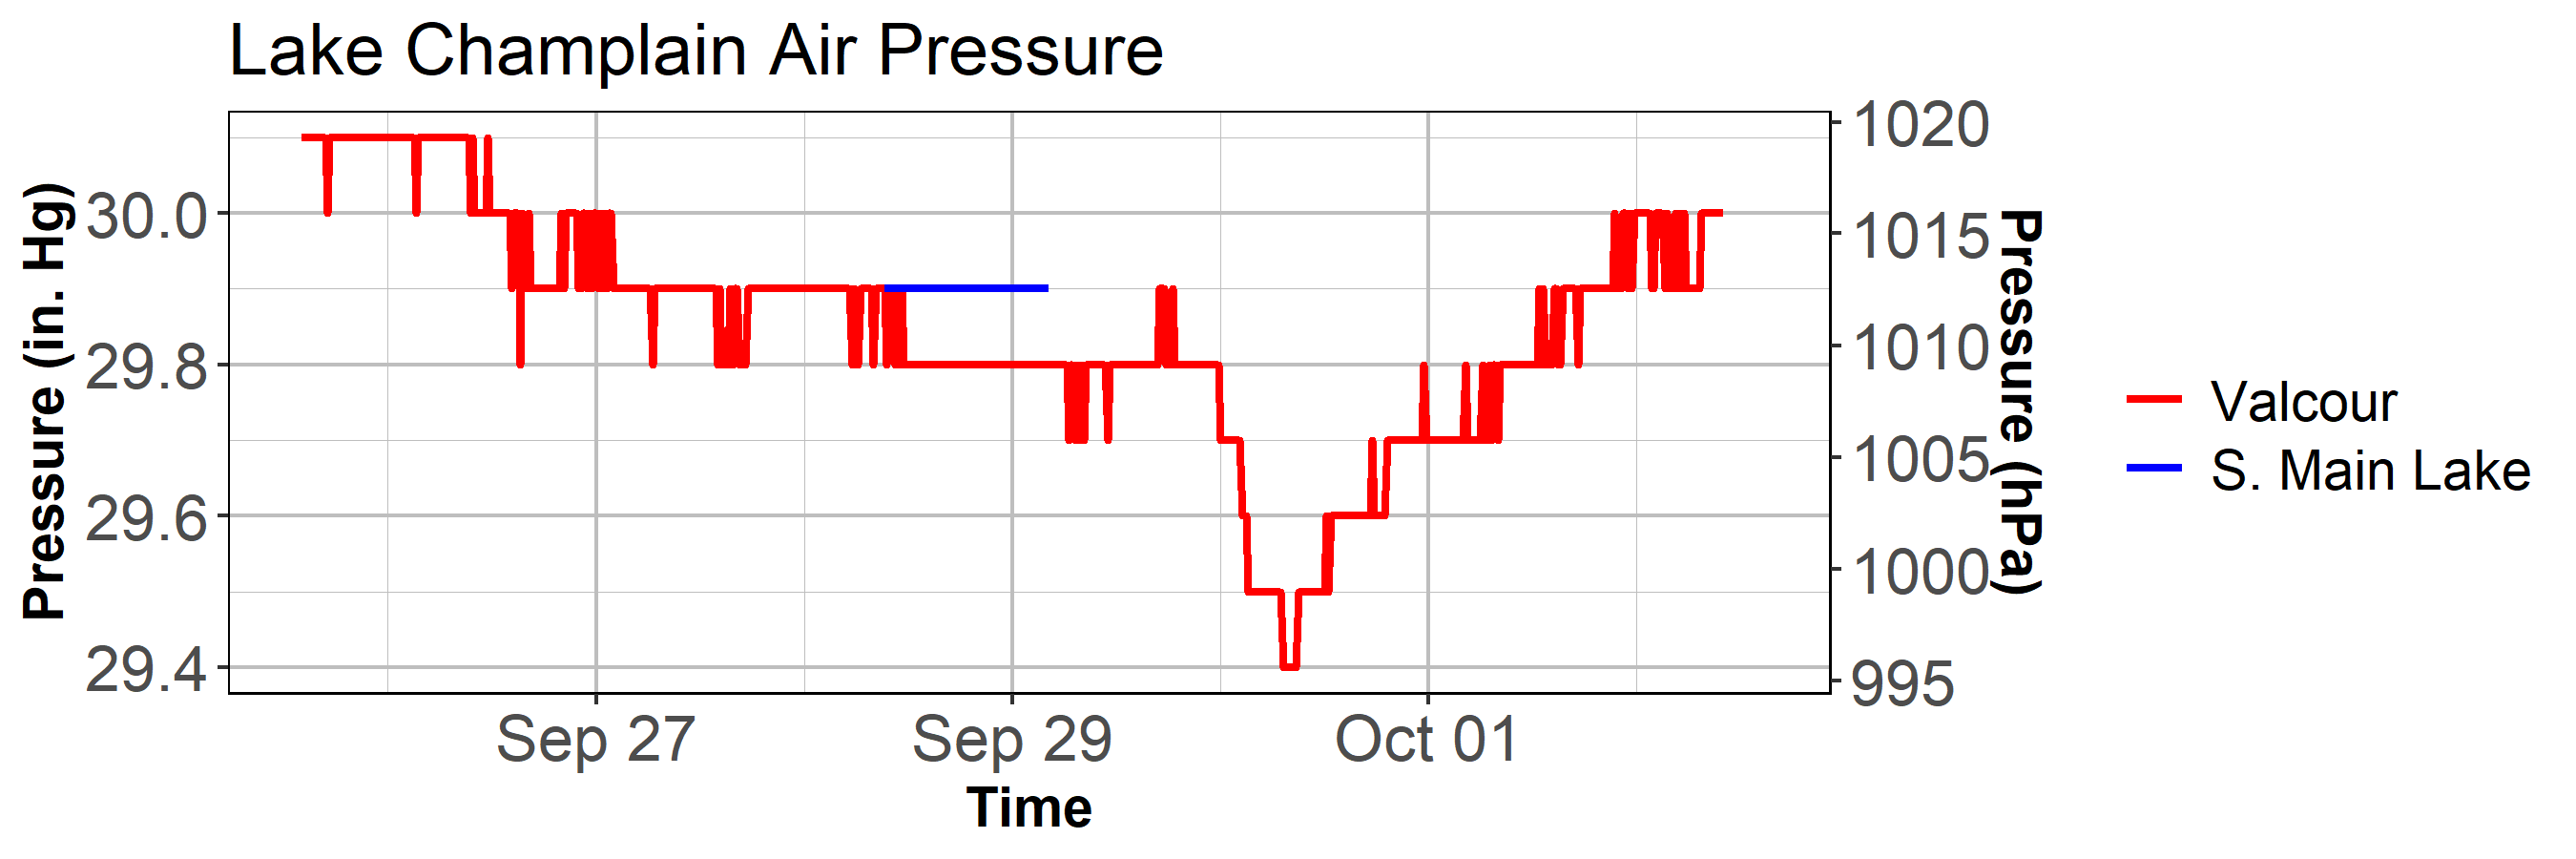 Lake Champlain Air Pressure
Pressure (in. Hg)
30.0
29.8
29.6
29.4
1020
1015
1010
1005
1000
995
Pressure (hPa)
Sep 27
Sep 29
Oct 01
Time
Valcour
S. Main Lake